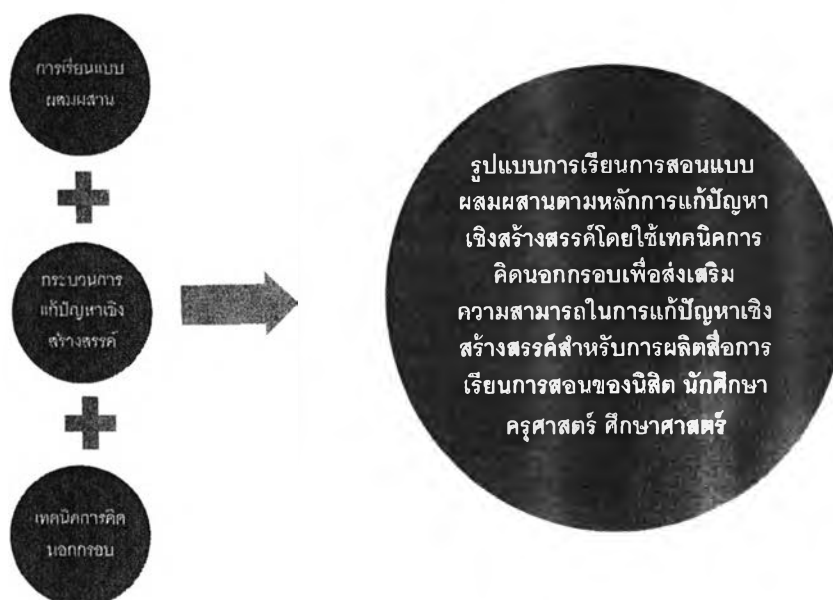 การเรียนแบบ
ผสมผสาน
กระบวนการ
แก้ปัญหาเชิง
สร้างสรรค์
เทคนิคการคิด
นอกกรอบ
รูปแบบการเรียนการสอนแบบ
ผสมผสานตามหลักการแก้ปัญหา
เชิงสร้างสรรค์โดยใช้เทคนิคการ
คิดนอกกรอบเพื่อส่งเสริม
ความสามารถในการแก้ปัญหาเชิง
สร้างสรรค์สำหรับการผลิตสื่อการ
เรียนการสอนของนิสิต นักศึกษา
ครุศาสตร์ ศึกษาศาสตร์